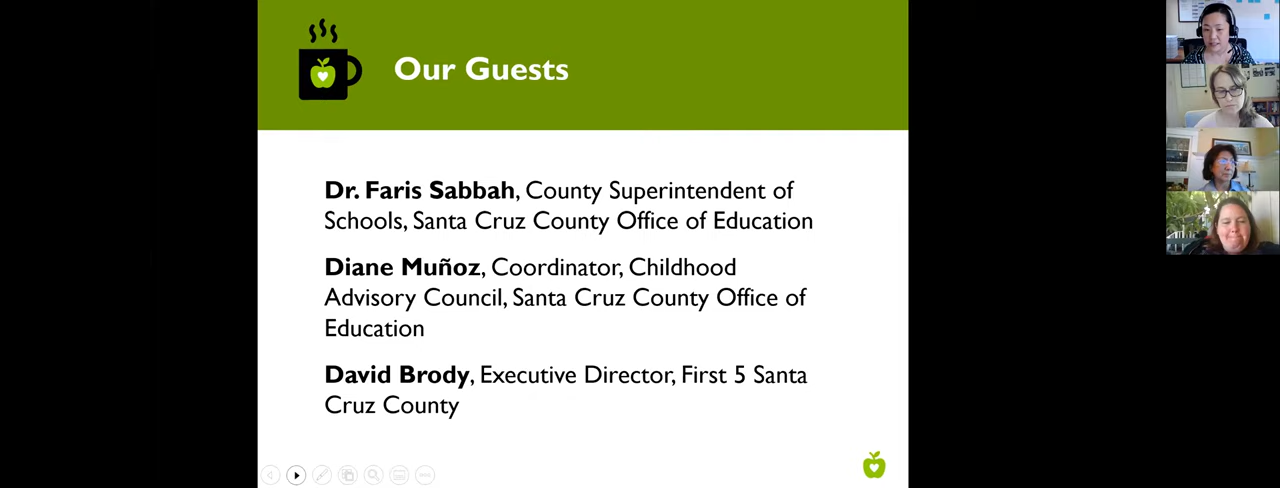 Our Guests
Dr. Faris Sabbah, County Superintendent of
Schools, Santa Cruz County Office of Education
Diane Muñoz, Coordinator, Childhood
Advisory Council, Santa Cruz County Office of
Education
David Brody, Executive Director, First 5 Santa
Cruz County